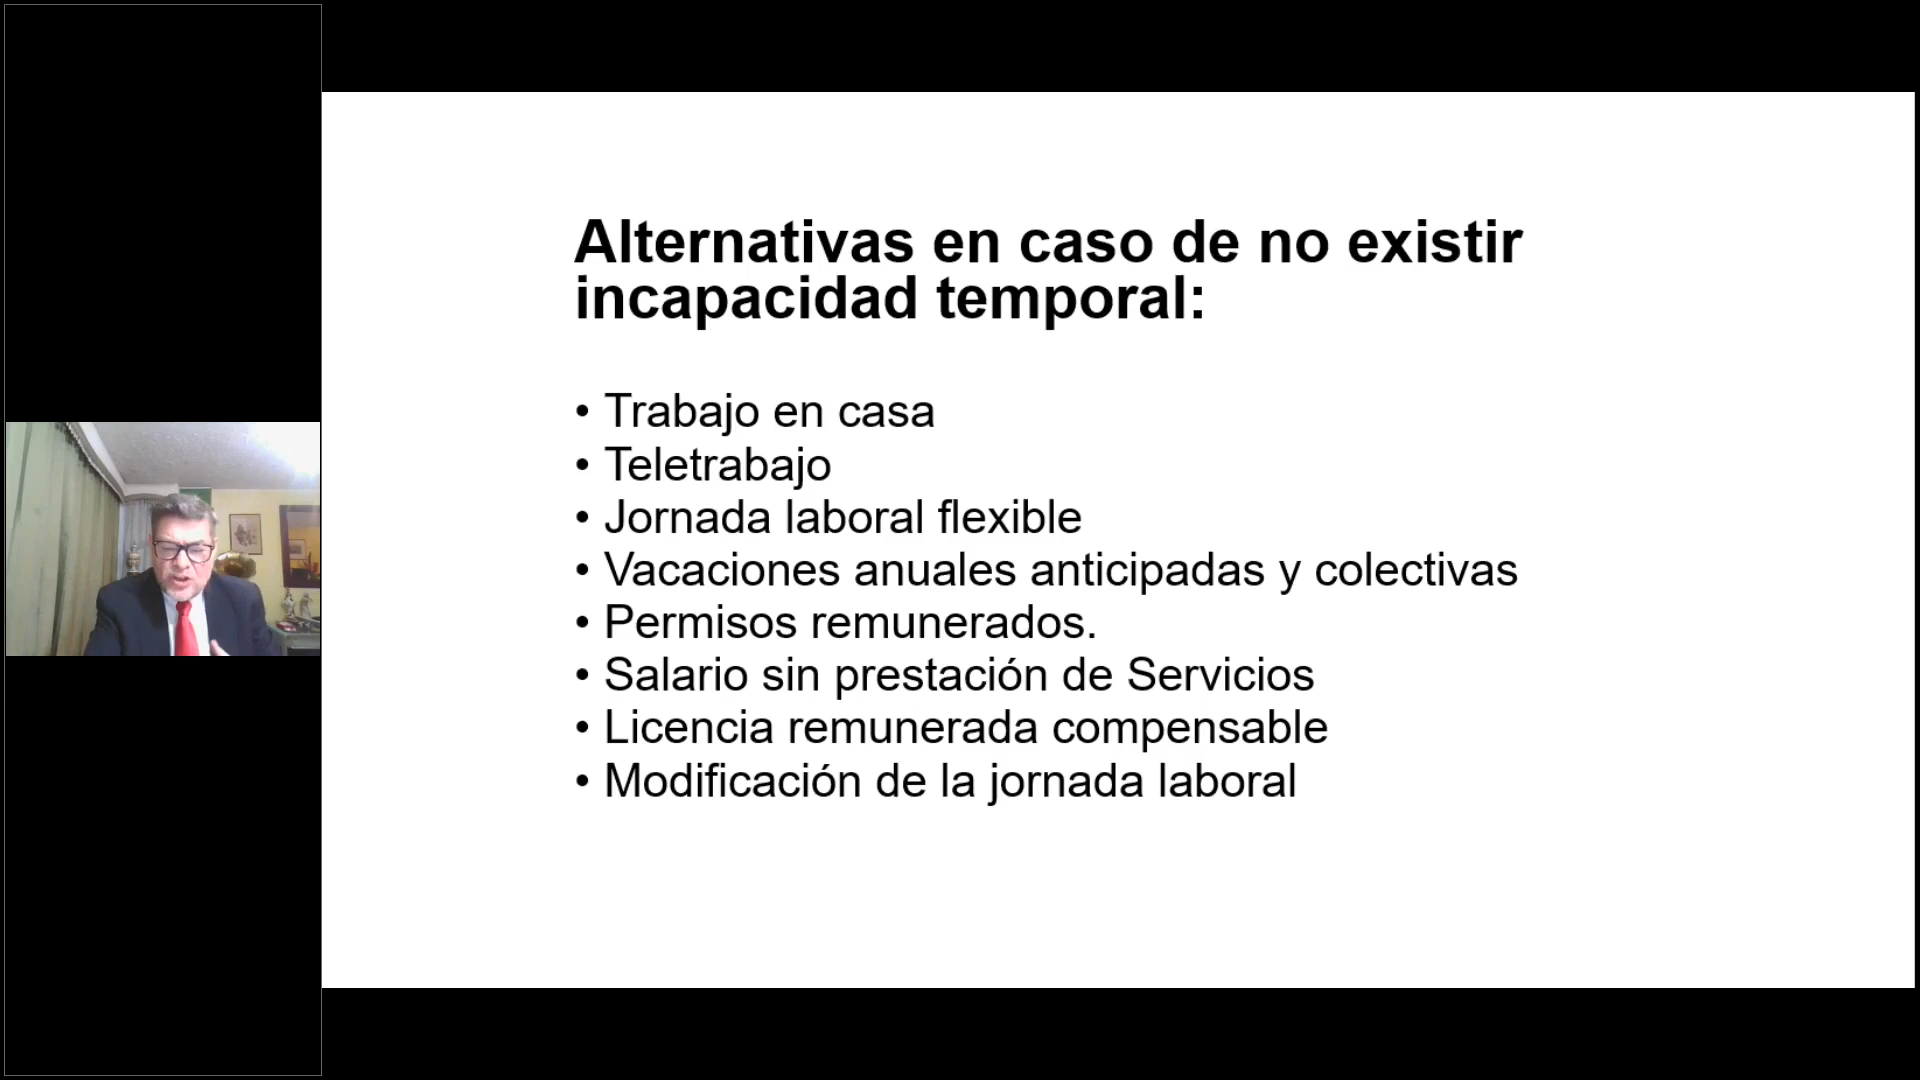 Alternativas en caso de no existir
incapacidad temporal:
• Trabajo en casa
• Teletrabajo
• Jornada laboral flexible
• Vacaciones anuales anticipadas y colectivas
• Permisos remunerados.
• Salario sin prestación de Servicios
• Licencia remunerada compensable
• Modificación de la jornada laboral